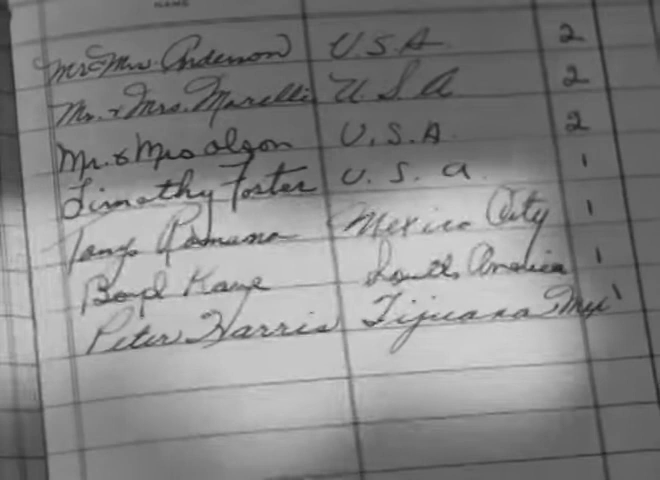 NAME
Mr & Mrs Anderson U.S.A 2
Mr. & Mrs. Marelli U S A 2
Mr. & Mrs Olson U.S.A. 2
Timothy Foster U. S. a. 1
Tony Romano Mexico City 1
Boyd Kane South America 1
Peter Harris Tijuana Mex 1